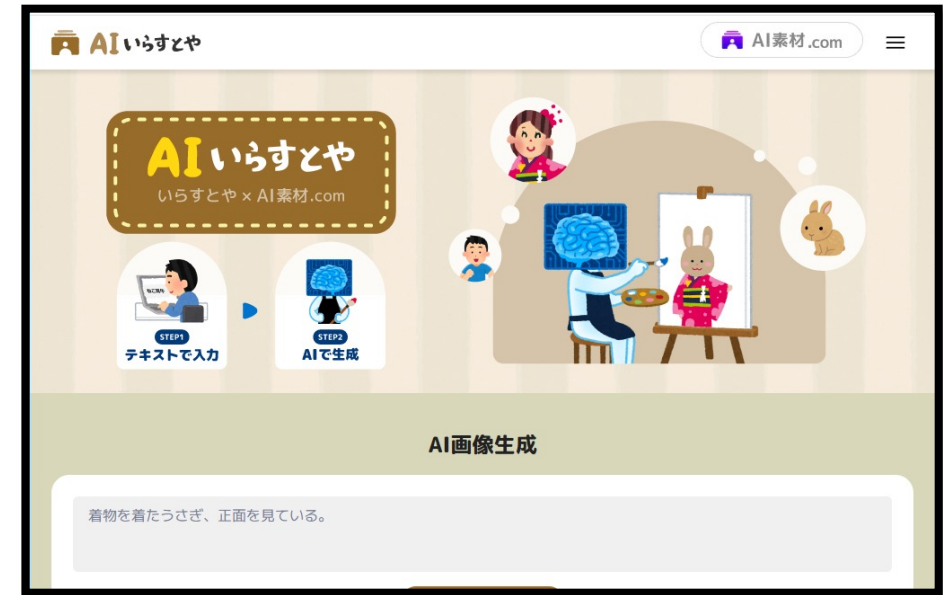 AIいらすとや
AI素材.com
AIいらすとや
いらすとや × AI素材.com
STEP1
テキストで入力
STEP2
AIで生成
AI画像生成
着物を着たうさぎ、正面を見ている。